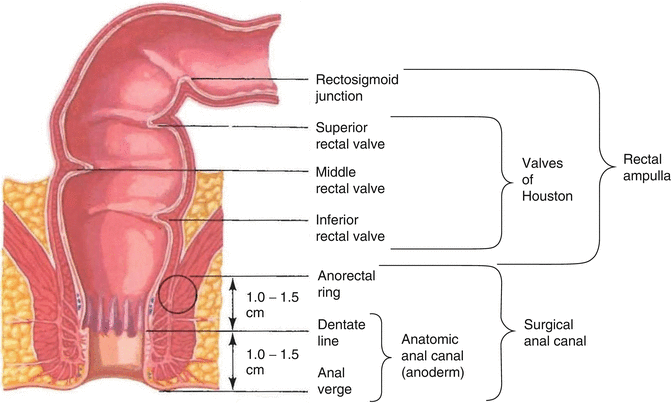 Rectosigmoid
junction
Superior
rectal valve
Middle
rectal valve
Inferior
rectal valve
Valves
of
Houston
Rectal
ampulla
Anorectal
ring
1.0 – 1.5
cm
Dentate
line
1.0 – 1.5
cm
Anal
verge
Anatomic
anal canal
(anoderm)
Surgical
anal canal